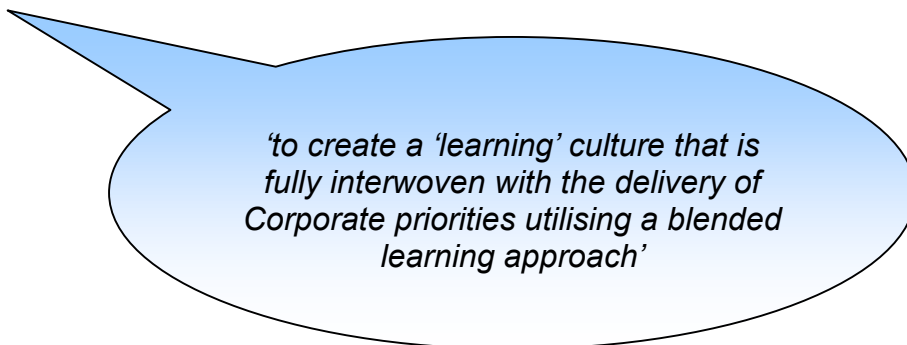 ‘to create a ‘learning’ culture that is
fully interwoven with the delivery of
Corporate priorities utilising a blended
learning approach’